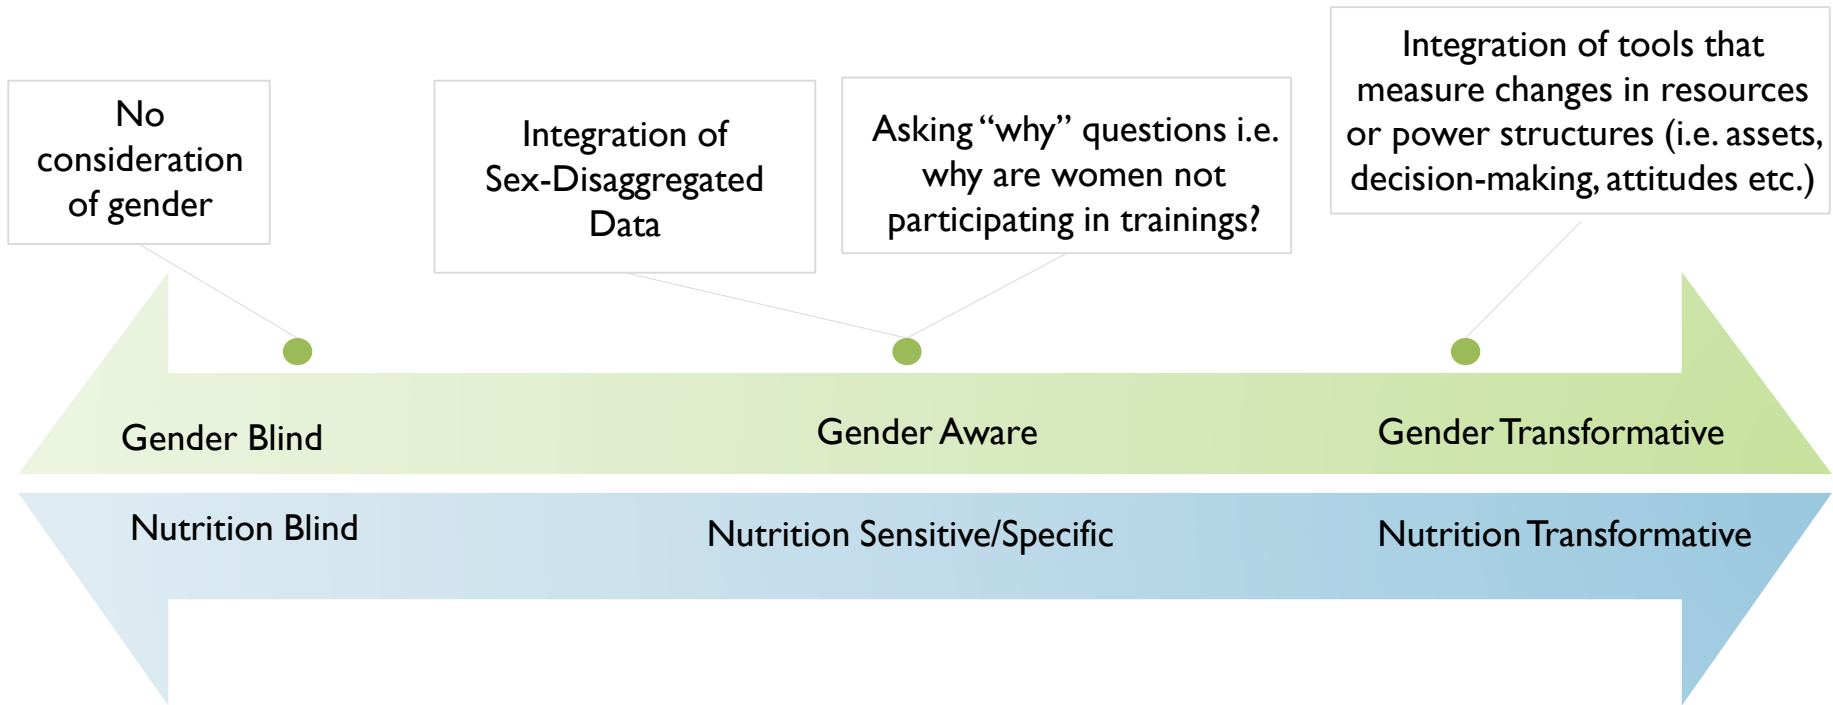 No
consideration
of gender
Integration of
Sex-Disaggregated
Data
Asking “why” questions i.e.
why are women not
participating in trainings?
Integration of tools that
measure changes in resources
or power structures (i.e. assets,
decision-making, attitudes etc.)
Gender Blind
Gender Aware
Gender Transformative
Nutrition Blind
Nutrition Sensitive/Specific
Nutrition Transformative